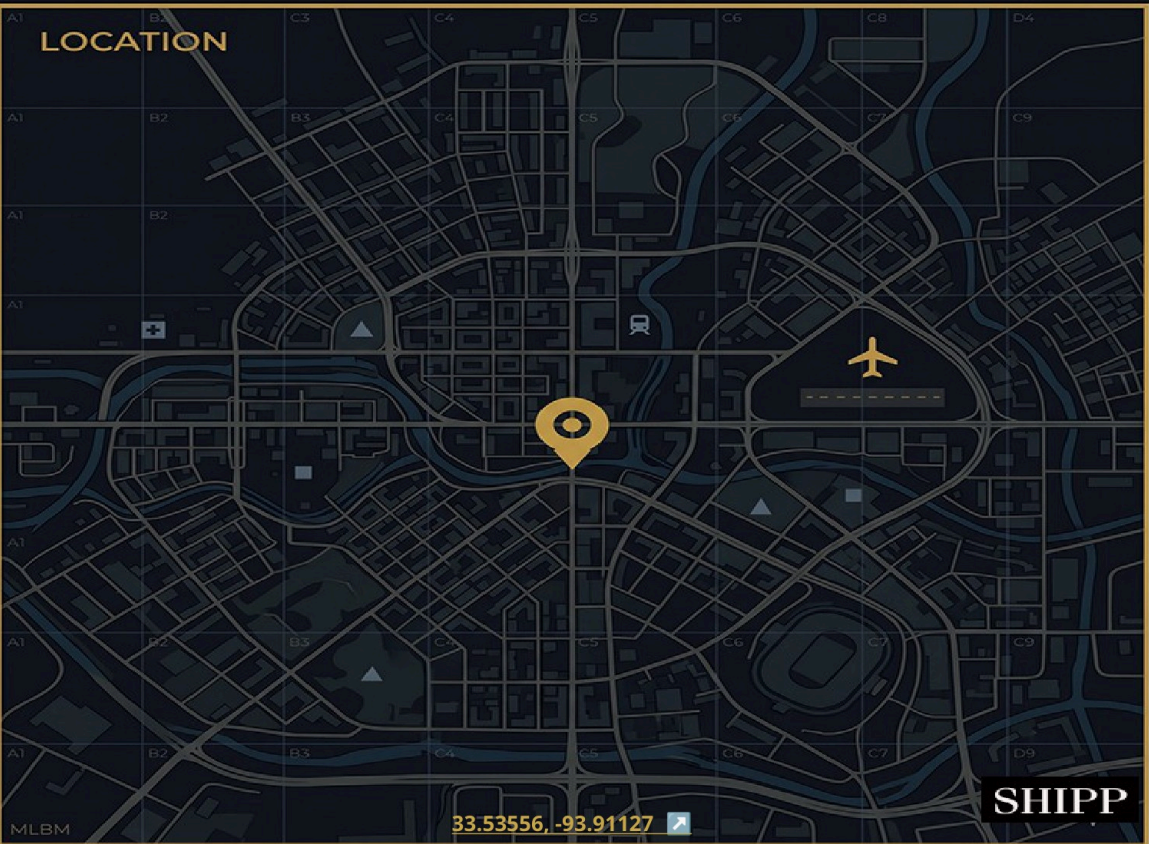 A1 B2 C3 C4 C5 C6 C8 D4
LOCATION
A1 B2 B3 C4 C5 C6 C7 C9
A1 B2
A1
A1
A1 B2 B3 C4 C5 C6 C7 C9
A1 B2 B3 C4 C5 C6 C7 D9
SHIPP
MLBM
33.53556, -93.91127